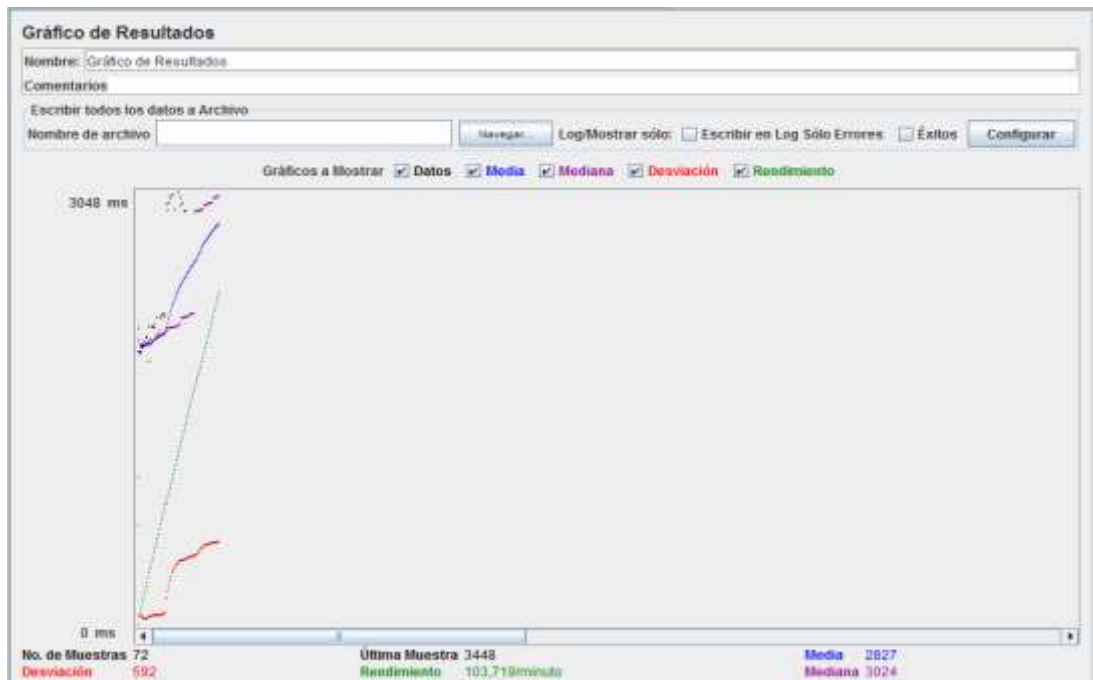 Gráfico de Resultados
Nombre: Gráfico de Resultados
Comentarios
Escribir todos los datos a Archivo
Nombre de archivo Navegar... Log/Mostrar sólo: Escribir en Log Sólo Errores Éxitos Configurar
Gráficos a Mostrar Datos Media Mediana Desviación Rendimiento
3048 ms
0 ms
No. de Muestras 72 Última Muestra 3448 Media 2827
Desviación 592 Rendimiento 103,719/minuto Mediana 3024